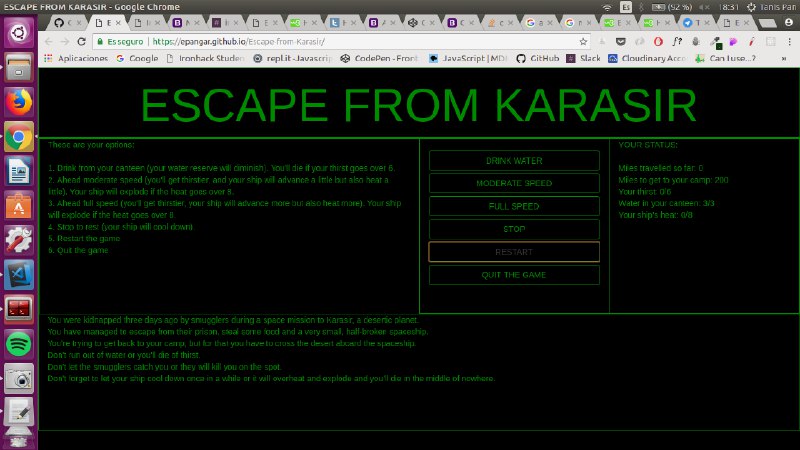 ESCAPE FROM KARASIR - Google Chrome
Es
(92 %)
18:31
Tanis Pan
Es seguro
https://epangar.github.io/Escape-from-Karasir/
Aplicaciones
Google
Ironhack Studen
repl.it - Javascrip
CodePen - Front
JavaScript | MD
GitHub
Slack
Cloudinary Acco
Can I use...?
ESCAPE FROM KARASIR
These are your options:
1. Drink from your canteen (your water reserve will diminish). You'll die if your thirst goes over 6.
2. Ahead moderate speed (you'll get thirstier, and your ship will advance a little but also heat a
little). Your ship will explode if the heat goes over 8.
3. Ahead full speed (you'll get thirstier, your ship will advance more but also heat more). Your ship
will explode if the heat goes over 8.
4. Stop to rest (your ship will cool down)
5. Restart the game
6. Quit the game
DRINK WATER
MODERATE SPEED
FULL SPEED
STOP
RESTART
QUIT THE GAME
YOUR STATUE:
Miles travelled so far: 0
Miles to get to your camp: 200
Your thirst: 0/6
Water in your canteen: 3/3
Your ship's heat: 0/8
You were kidnapped three days ago by smugglers during a space mission to Karasir, a desertic planet.
You have managed to escape from their prison, steal some food and a very small, half-broken spaceship.
You're trying to get back to your camp, but for that you have to cross the desert aboard the spaceship.
Don't run out of water or you'll die of thirst.
Don't let the smugglers catch you or they will kill you on the spot.
Don't forget to let your ship cool down once in a while or it will overheat and explode and you'll die in the middle of nowhere.